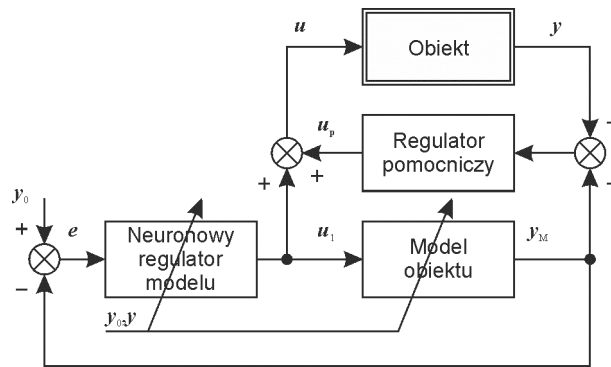 u
Obiekt
y
−
u_p
Regulator
pomocniczy
+
+
−
y_0
+
e
−
Neuronowy
regulator
modelu
u_1
Model
obiektu
y_M
y_0,y